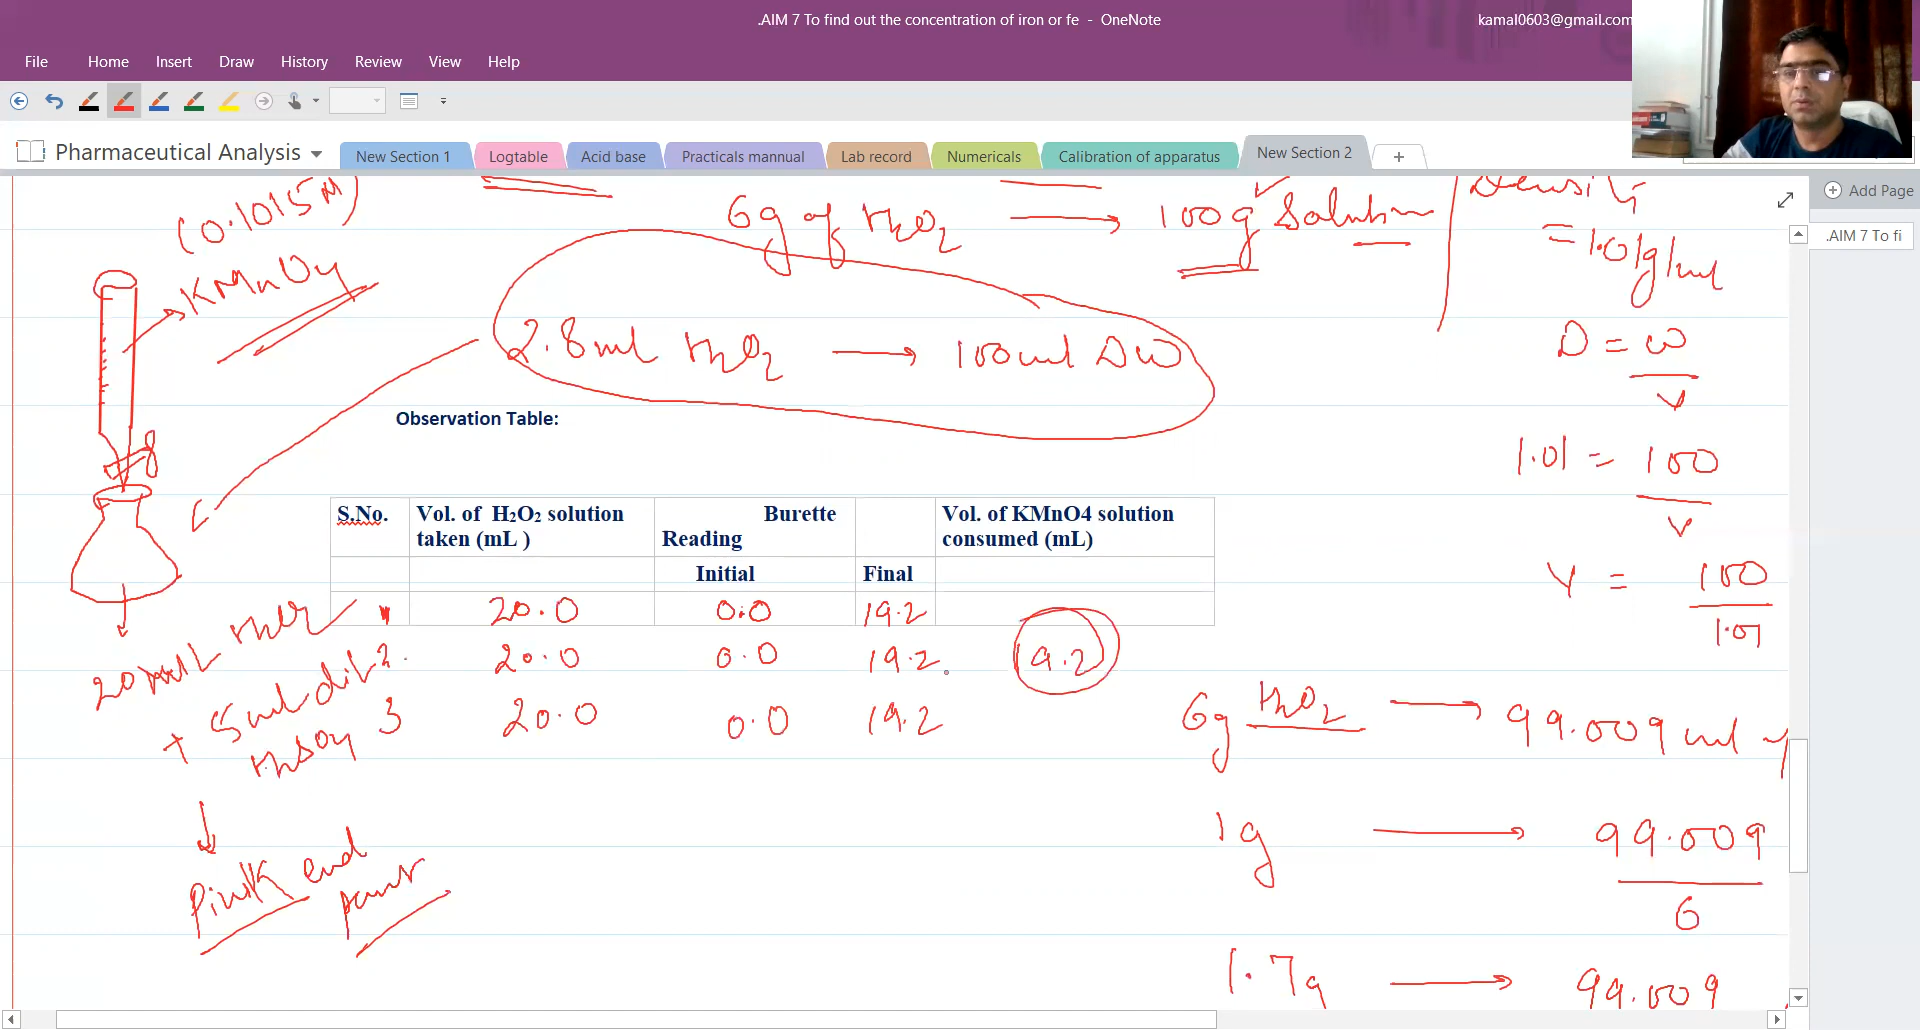 .AIM 7 To find out the concentration of iron or fe - OneNote
kamal0603@gmail.com
File Home Insert Draw History Review View Help
Pharmaceutical Analysis
New Section 1 Logtable Acid base Practicals mannual Lab record Numericals Calibration of apparatus New Section 2
Add Page
.AIM 7 To fi
(0.1015M)
KMnO4
6g of H2O2 → 100g Solution
Density
= 1.01g/ml
2.8ml H2O2 → 100ml DW
D = w
v
1.01 = 100
v
V = 100
1.01
Observation Table:
S.No. Vol. of H₂O₂ solution taken (mL ) Burette Reading Vol. of KMnO4 solution consumed (mL)
Initial Final
1 20.0 0.0 19.2
2 20.0 0.0 19.2 19.2
3 20.0 0.0 19.2
20ml H2O2
+ 5ml dil
H2SO4
↓
Pink end
point
6g H2O2 → 99.009 ml
1g → 99.009
6
1.7g → 99.009